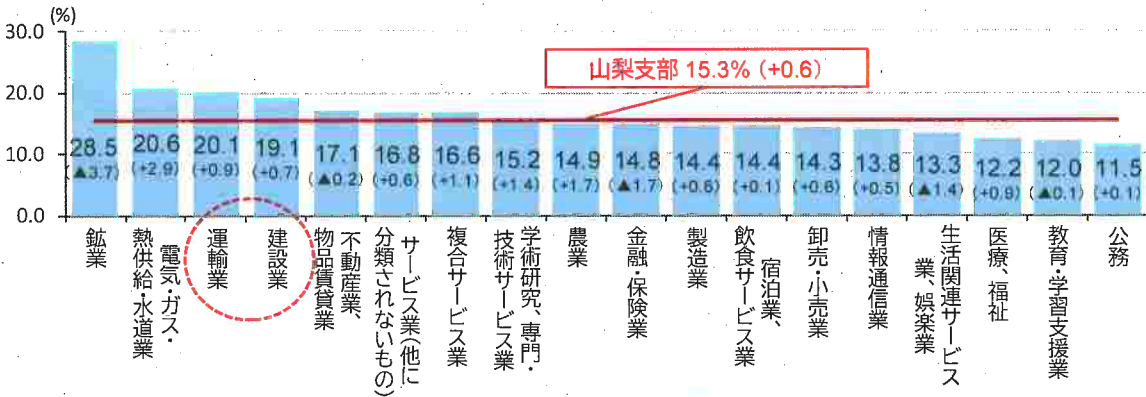 (%)
30.0
20.0
10.0
0.0
山梨支部 15.3% (+0.6)
28.5
(▲3.7)
20.6
(+2.9)
20.1
(+0.9)
19.1
(+0.7)
17.1
(▲0.2)
16.8
(+0.6)
16.6
(+1.1)
15.2
(+1.4)
14.9
(+1.7)
14.8
(▲1.7)
14.4
(+0.6)
14.4
(+0.1)
14.3
(+0.6)
13.8
(+0.5)
13.3
(▲1.4)
12.2
(+0.9)
12.0
(▲0.1)
11.5
(+0.1)
鉱業
電気・ガス・
熱供給・水道業
運輸業
建設業
不動産業、
物品賃貸業
サービス業(他に
分類されないもの)
複合サービス業
学術研究、専門・
技術サービス業
農業
金融・保険業
製造業
宿泊業、
飲食サービス業
卸売・小売業
情報通信業
生活関連サービス
業、娯楽業
医療、福祉
教育・学習支援業
公務